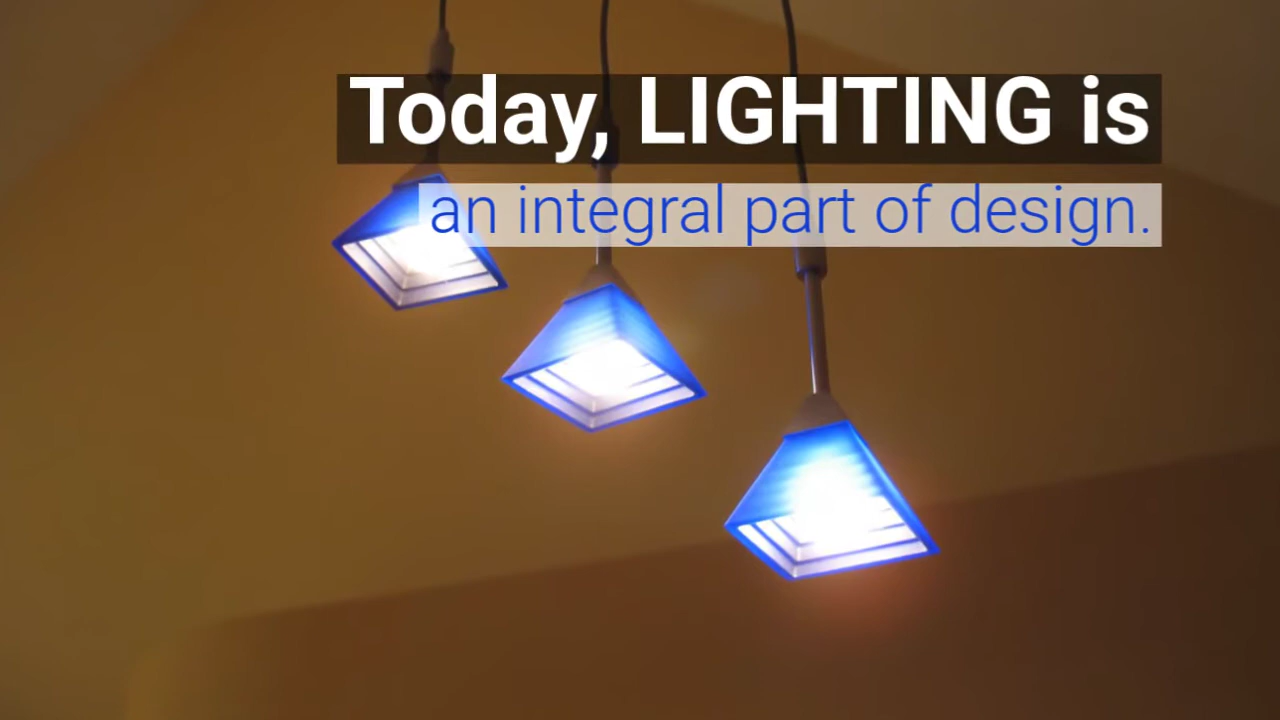 Today, LIGHTING is
an integral part of design.